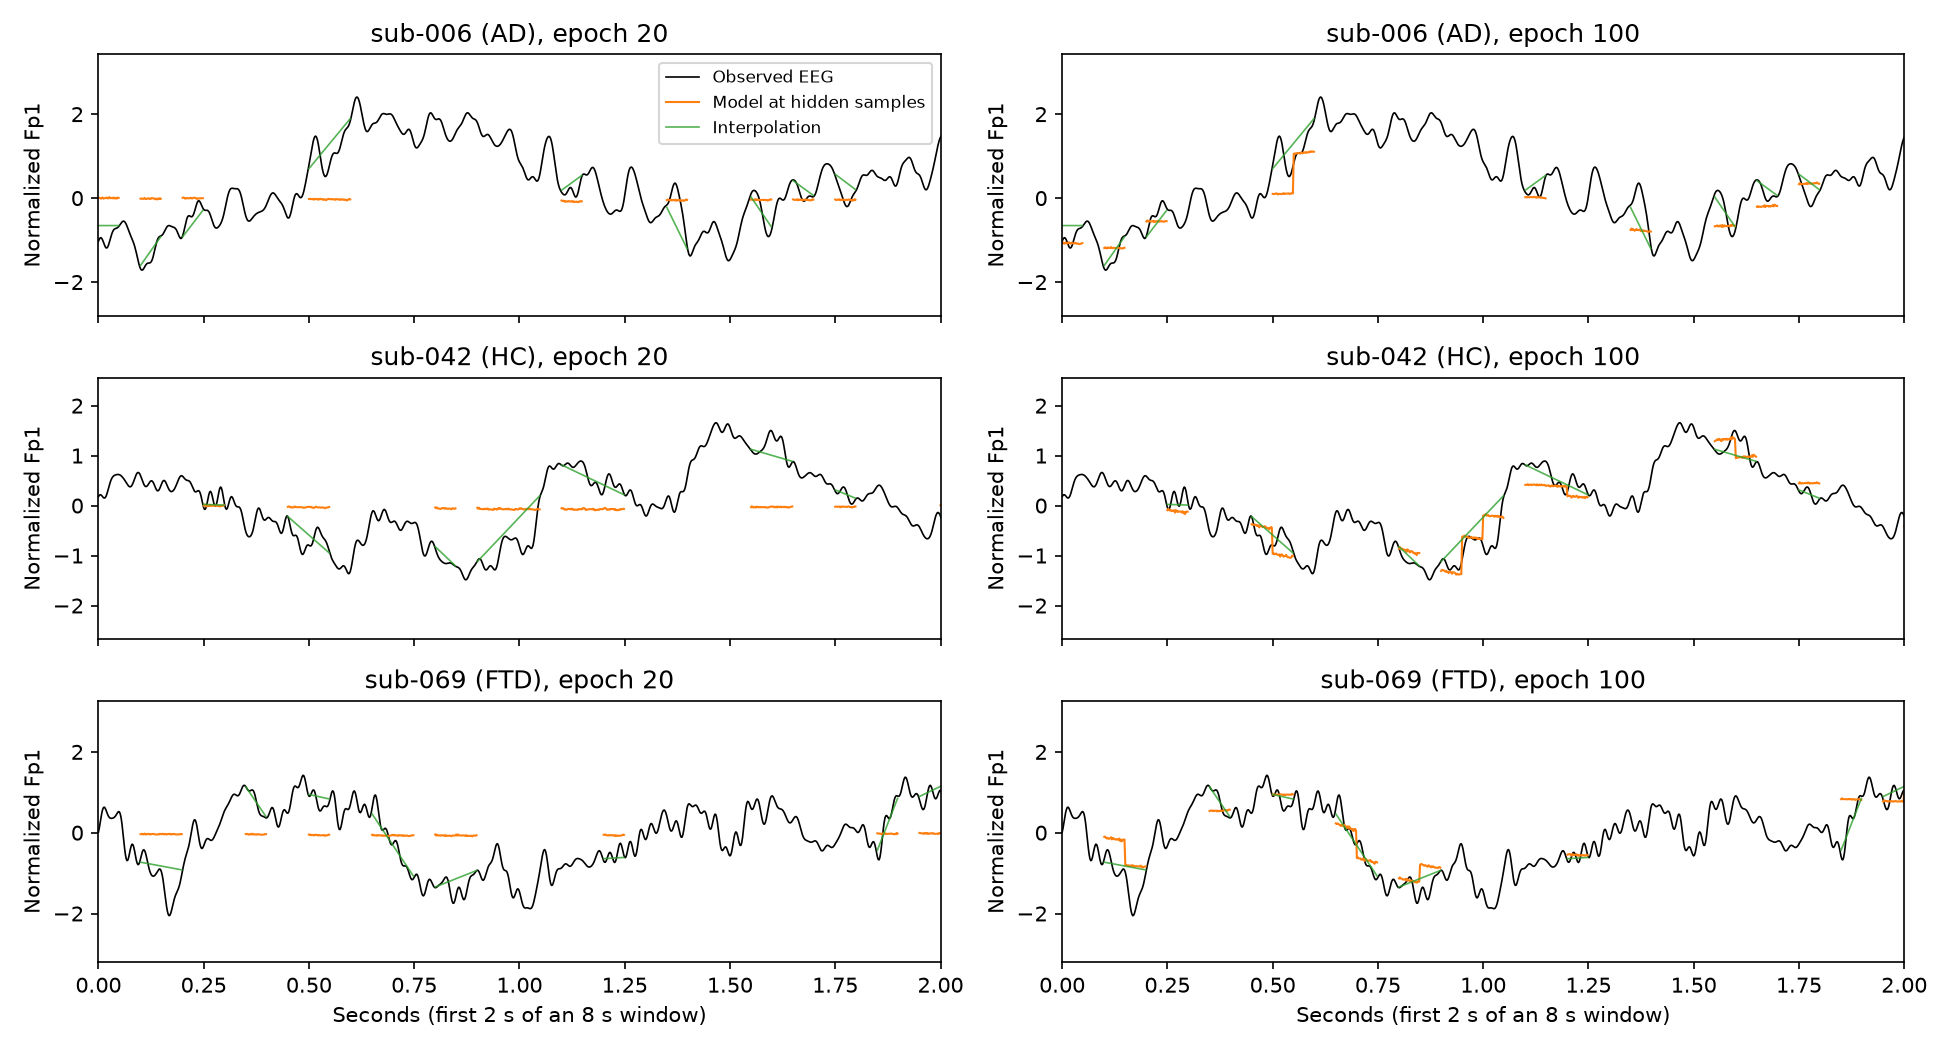 sub-006 (AD), epoch 20
Normalized Fp1
2
0
−2
Observed EEG
Model at hidden samples
Interpolation
sub-006 (AD), epoch 100
Normalized Fp1
2
0
−2
sub-042 (HC), epoch 20
Normalized Fp1
2
1
0
−1
−2
sub-042 (HC), epoch 100
Normalized Fp1
2
1
0
−1
−2
sub-069 (FTD), epoch 20
Normalized Fp1
2
0
−2
0.00 0.25 0.50 0.75 1.00 1.25 1.50 1.75 2.00
Seconds (first 2 s of an 8 s window)
sub-069 (FTD), epoch 100
Normalized Fp1
2
0
−2
0.00 0.25 0.50 0.75 1.00 1.25 1.50 1.75 2.00
Seconds (first 2 s of an 8 s window)